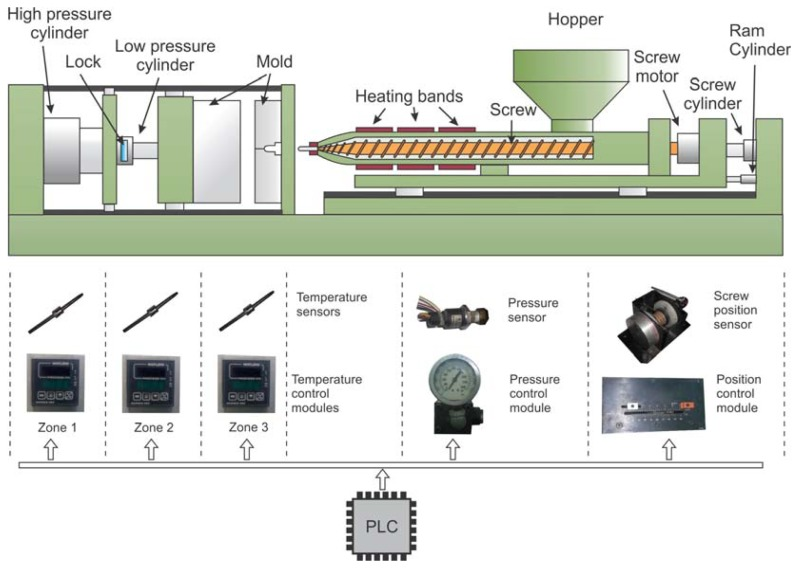 High pressure
cylinder
Lock
Low pressure
cylinder
Mold
Heating bands
Screw
Hopper
Screw
motor
Screw
cylinder
Ram
Cylinder
Temperature
sensors
Pressure
sensor
Screw
position
sensor
Temperature
control
modules
Pressure
control
module
Position
control
module
Zone 1
Zone 2
Zone 3
PLC